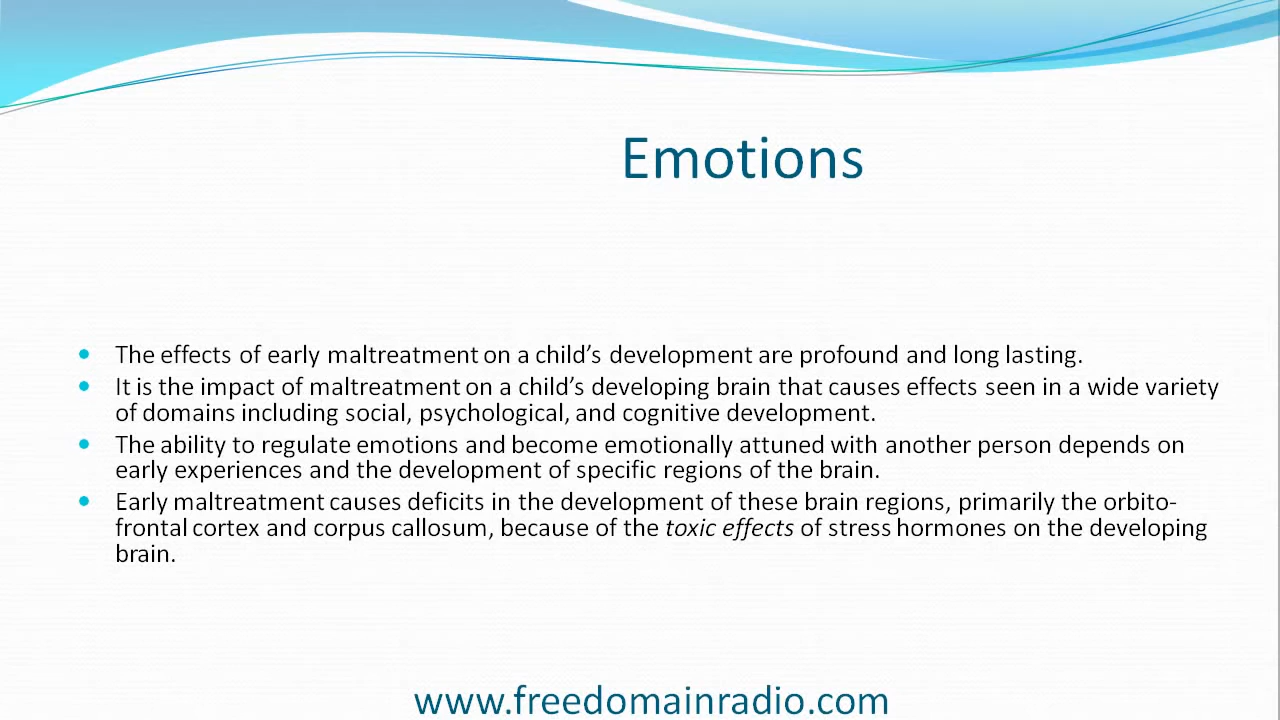 Emotions
• The effects of early maltreatment on a child’s development are profound and long lasting.
• It is the impact of maltreatment on a child’s developing brain that causes effects seen in a wide variety
of domains including social, psychological, and cognitive development.
• The ability to regulate emotions and become emotionally attuned with another person depends on
early experiences and the development of specific regions of the brain.
• Early maltreatment causes deficits in the development of these brain regions, primarily the orbito-
frontal cortex and corpus callosum, because of the toxic effects of stress hormones on the developing
brain.
www.freedomainradio.com